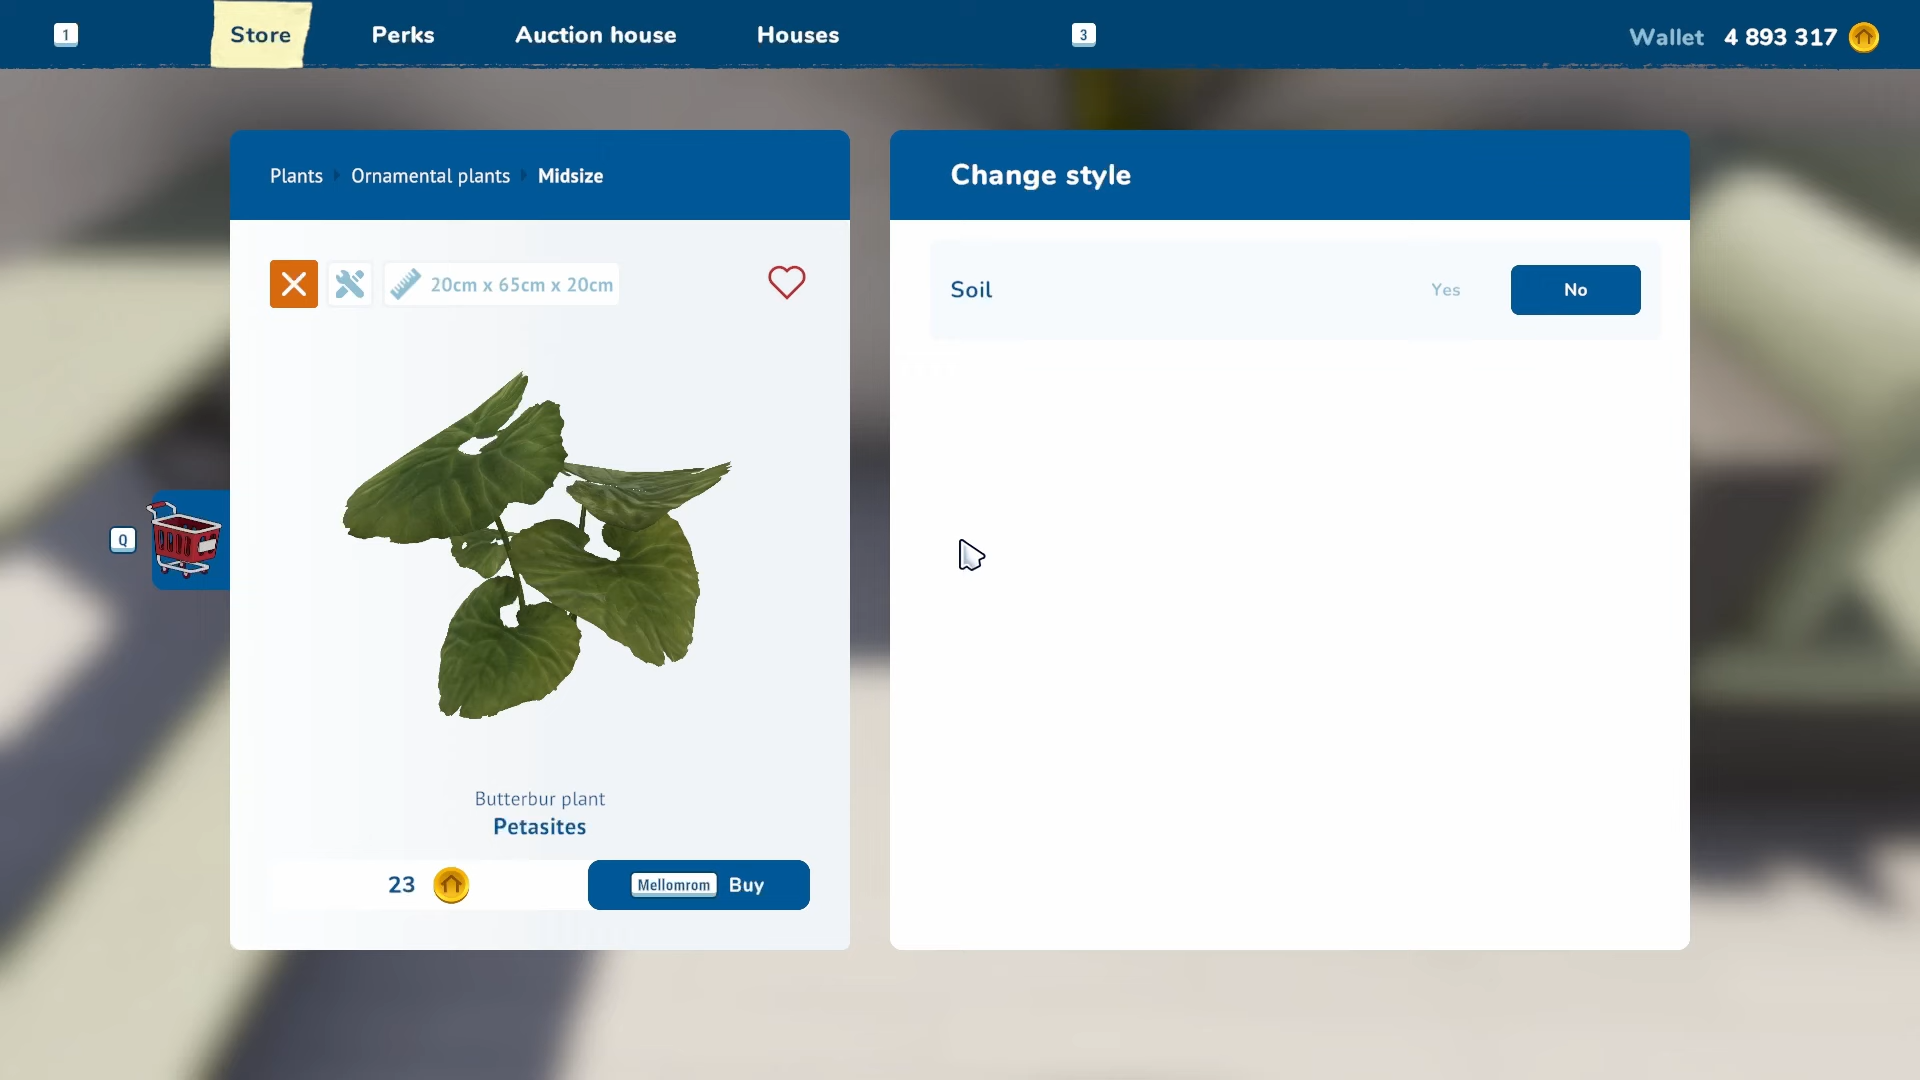 1
Store
Perks
Auction house
Houses
3
Wallet 4 893 317
Plants
Ornamental plants
Midsize
20cm x 65cm x 20cm
Q
Butterbur plant
Petasites
23
Mellomrom Buy
Change style
Soil
Yes
No